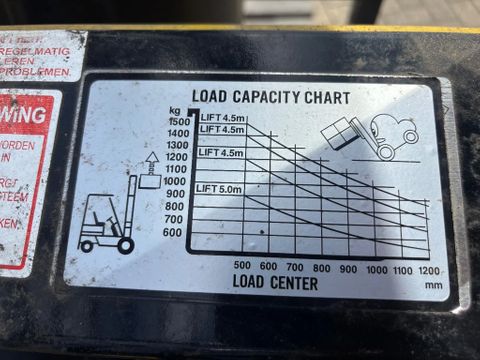 REGELMATIG
LEREN
PROBLEMEN.
WING
ORDEN
IN
RGT
STEEM
KEN.
LOAD CAPACITY CHART
kg
1500
1400
1300
1200
1100
1000
900
800
700
600
LIFT 4.5m
LIFT 4.5m
LIFT 4.5m
LIFT 5.0m
500 600 700 800 900 1000 1100 1200
LOAD CENTER mm